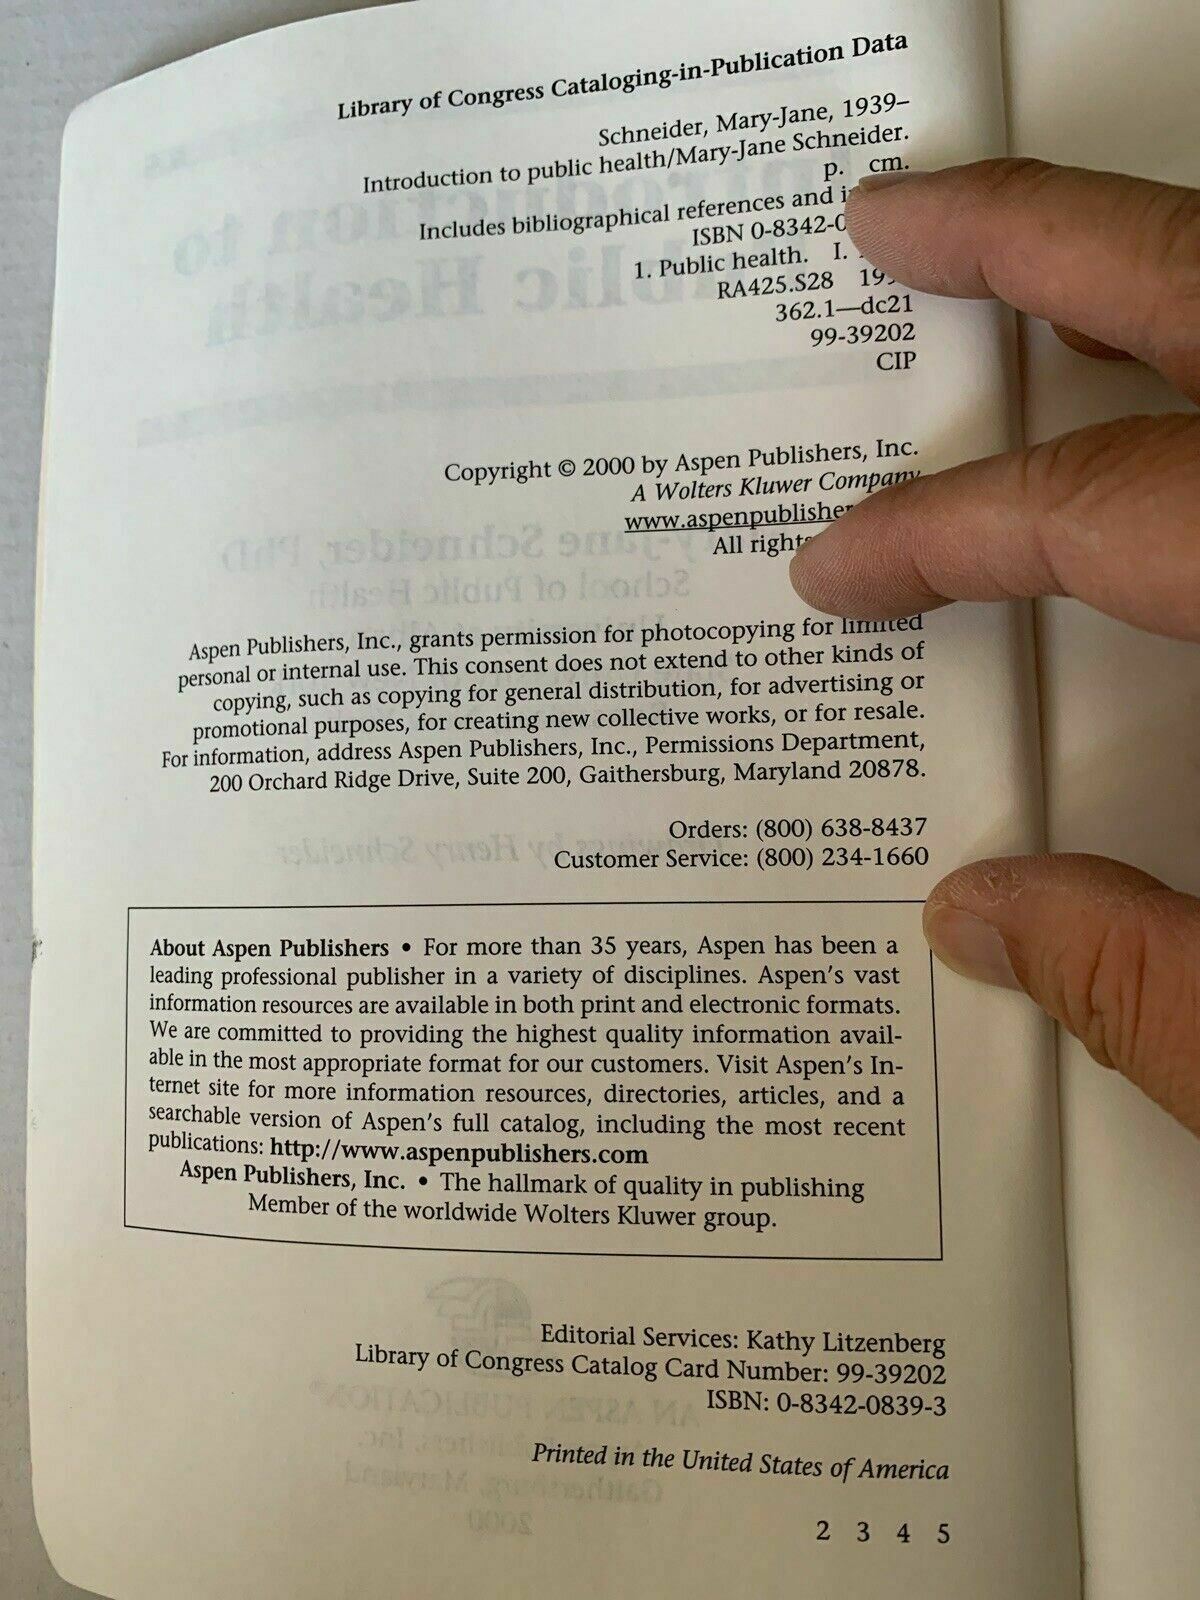 Library of Congress Cataloging-in-Publication Data
Schneider, Mary-Jane, 1939–
Introduction to public health/Mary-Jane Schneider.
p. cm.
Includes bibliographical references and
ISBN 0-8342-0
1. Public health. I.
RA425.S28
362.1—dc21
99-39202
CIP
Copyright © 2000 by Aspen Publishers, Inc.
A Wolters Kluwer Company
www.aspenpublisher
All rights
Aspen Publishers, Inc., grants permission for photocopying for limited
personal or internal use. This consent does not extend to other kinds of
copying, such as copying for general distribution, for advertising or
promotional purposes, for creating new collective works, or for resale.
For information, address Aspen Publishers, Inc., Permissions Department,
200 Orchard Ridge Drive, Suite 200, Gaithersburg, Maryland 20878.
Orders: (800) 638-8437
Customer Service: (800) 234-1660
About Aspen Publishers • For more than 35 years, Aspen has been a
leading professional publisher in a variety of disciplines. Aspen's vast
information resources are available in both print and electronic formats.
We are committed to providing the highest quality information avail-
able in the most appropriate format for our customers. Visit Aspen's In-
ternet site for more information resources, directories, articles, and a
searchable version of Aspen's full catalog, including the most recent
publications: http://www.aspenpublishers.com
Aspen Publishers, Inc. • The hallmark of quality in publishing
Member of the worldwide Wolters Kluwer group.
Editorial Services: Kathy Litzenberg
Library of Congress Catalog Card Number: 99-39202
ISBN: 0-8342-0839-3
Printed in the United States of America
2 3 4 5